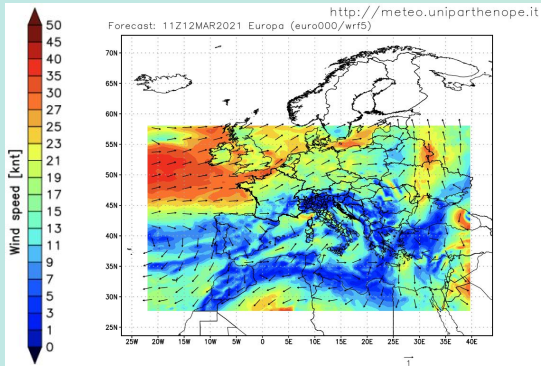 http://meteo.uniparthenope.it
Forecast: 11Z12MAR2021 Europa (euro000/wrf5)
Wind speed [knt]
50
45
40
35
30
27
25
23
21
19
17
15
13
11
9
7
5
3
1
0
70N
65N
60N
55N
50N
45N
40N
35N
30N
25N
25W 20W 15W 10W 5W 0 5E 10E 15E 20E 25E 30E 35E 40E
1